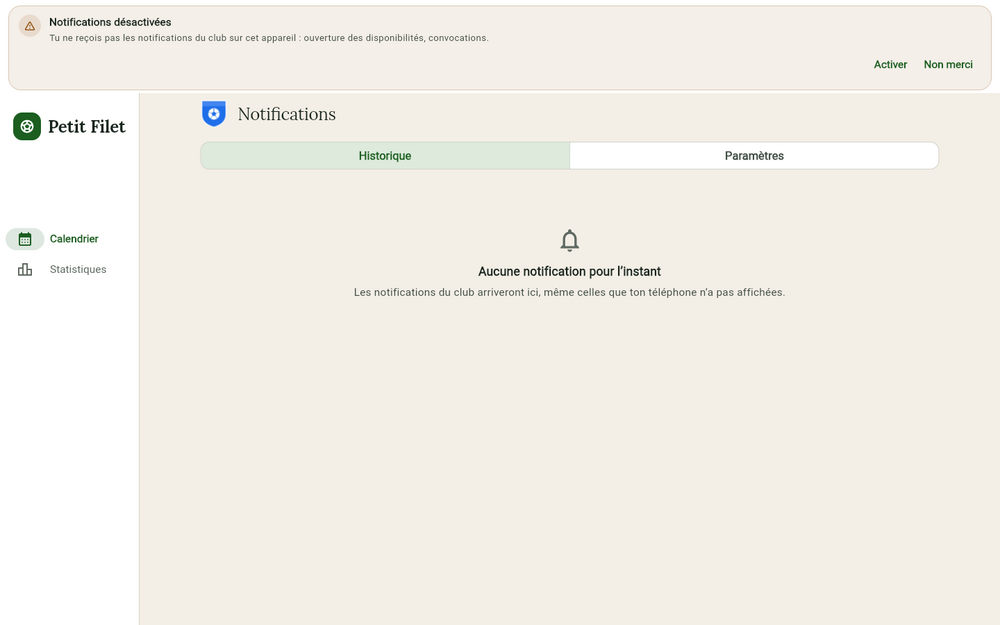 Notifications désactivées
Tu ne reçois pas les notifications du club sur cet appareil : ouverture des disponibilités, convocations.
Activer
Non merci
Petit Filet
Notifications
Historique
Paramètres
Calendrier
Statistiques
Aucune notification pour l’instant
Les notifications du club arriveront ici, même celles que ton téléphone n’a pas affichées.